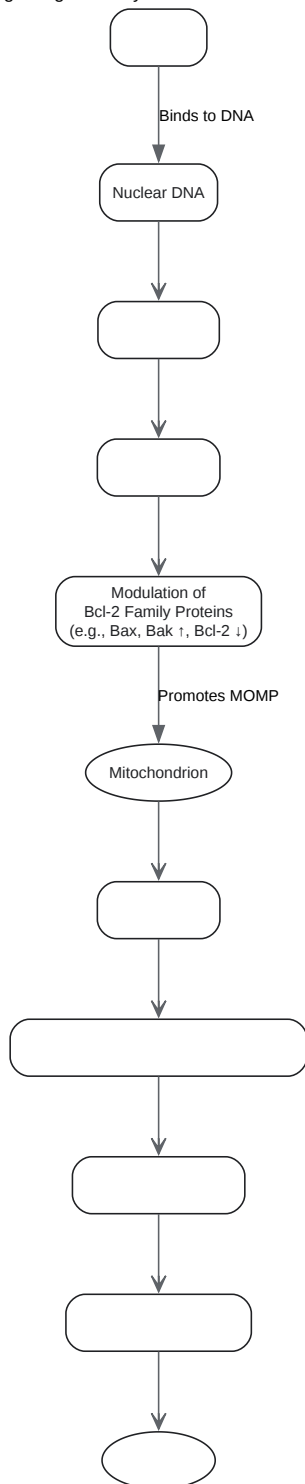 Binds to DNA
Nuclear DNA
Modulation of
Bcl-2 Family Proteins
(e.g., Bax, Bak ↑, Bcl-2 ↓)
Promotes MOMP
Mitochondrion